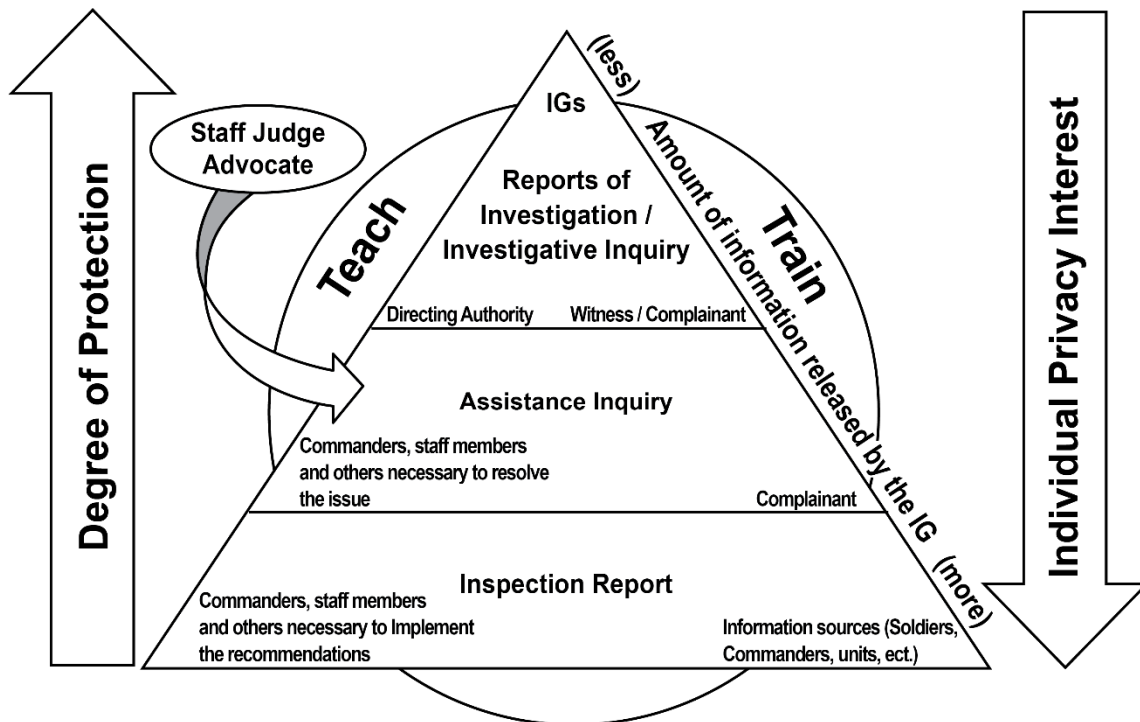 Degree of Protection
Staff Judge
Advocate
Teach
IGs
Reports of
Investigation /
Investigative Inquiry
Directing Authority
Witness / Complainant
Assistance Inquiry
Commanders, staff members
and others necessary to resolve
the issue
Complainant
Inspection Report
Commanders, staff members
and others necessary to Implement
the recommendations
Information sources (Soldiers,
Commanders, units, ect.)
(less) Amount of information released by the IG (more)
Train
Individual Privacy Interest